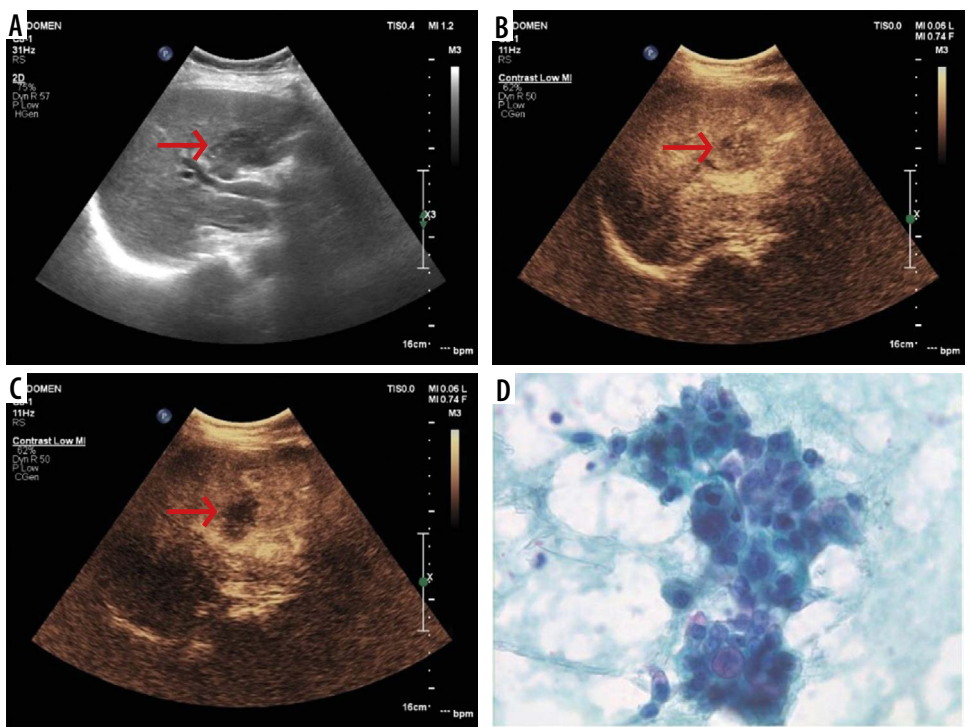 A
DOMEN
TIS0.4 MI 1.2
31Hz
RS
M3
2D
75%
Dyn R 57
P Low
HGen
X3
16cm
--- bpm
B
DOMEN
TIS0.0 MI 0.06 L
MI 0.74 F
-1
11Hz
RS
M3
Contrast Low MI
62%
Dyn R 50
P Low
CGen
X
16cm
--- bpm
C
DOMEN
TIS0.0 MI 0.06 L
MI 0.74 F
-1
11Hz
RS
M3
Contrast Low MI
62%
Dyn R 50
P Low
CGen
X
16cm
--- bpm
D